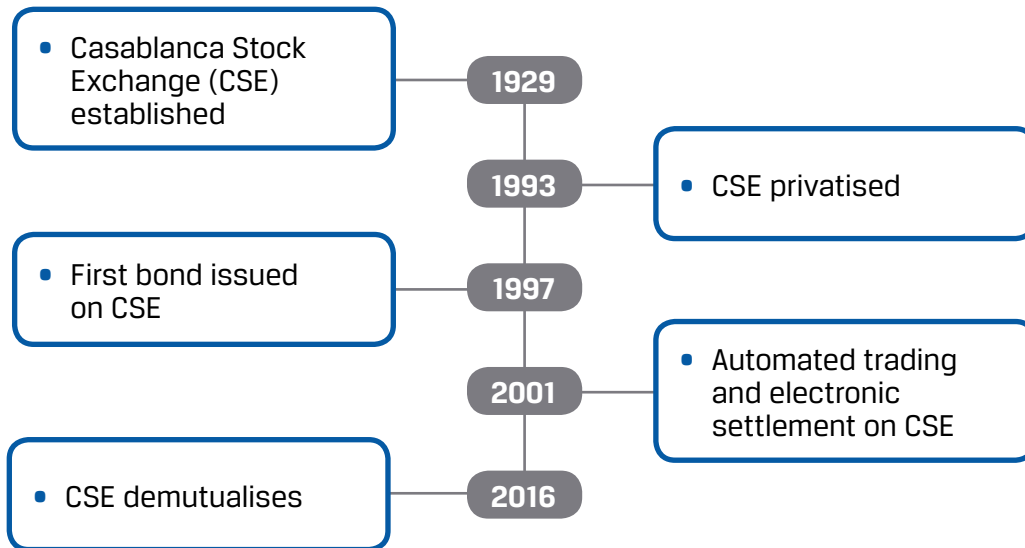 • Casablanca Stock
Exchange (CSE)
established
1929
1993
• CSE privatised
• First bond issued
on CSE
1997
2001
• Automated trading
and electronic
settlement on CSE
• CSE demutualises
2016